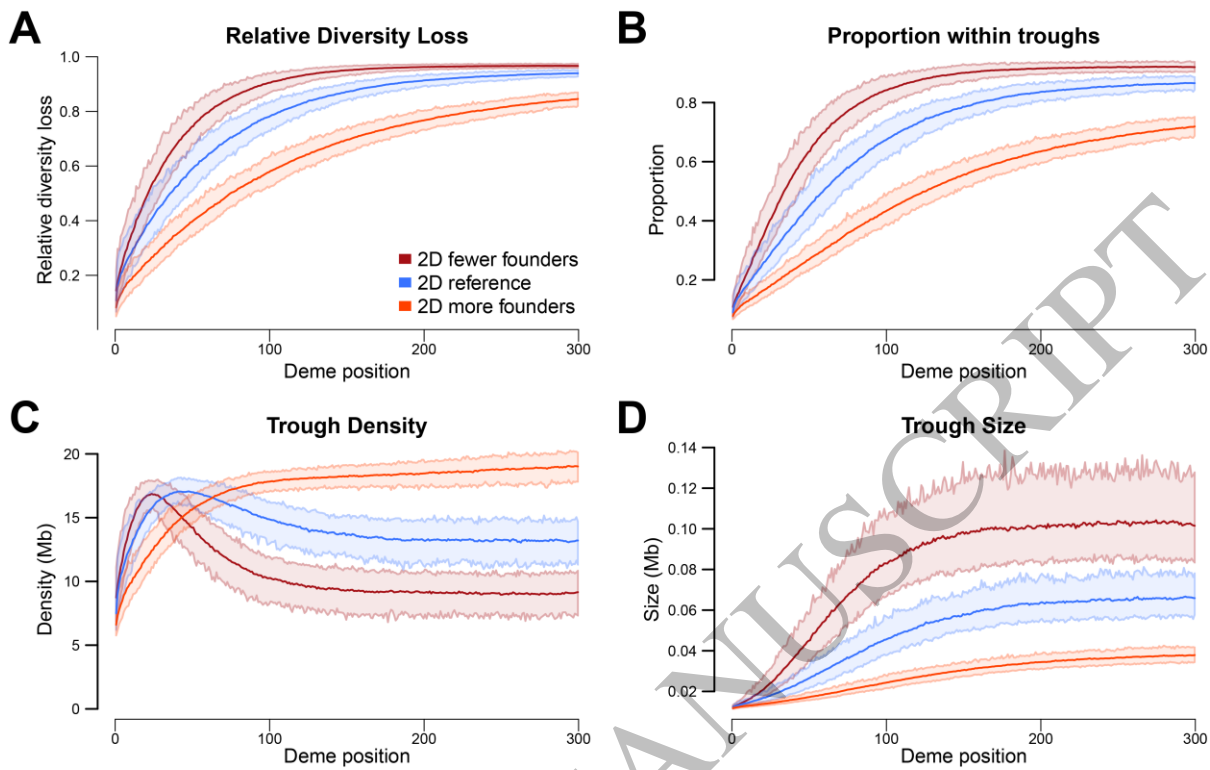 A
Relative Diversity Loss
Relative diversity loss
1.0
0.8
0.6
0.4
0.2
2D fewer founders
2D reference
2D more founders
0 100 200 300
Deme position
B
Proportion within troughs
Proportion
0.8
0.6
0.4
0.2
0 100 200 300
Deme position
C
Trough Density
Density (Mb)
20
15
10
5
0
0 100 200 300
Deme position
D
Trough Size
Size (Mb)
0.14
0.12
0.10
0.08
0.06
0.04
0.02
0 100 200 300
Deme position
ANUSCRIPT